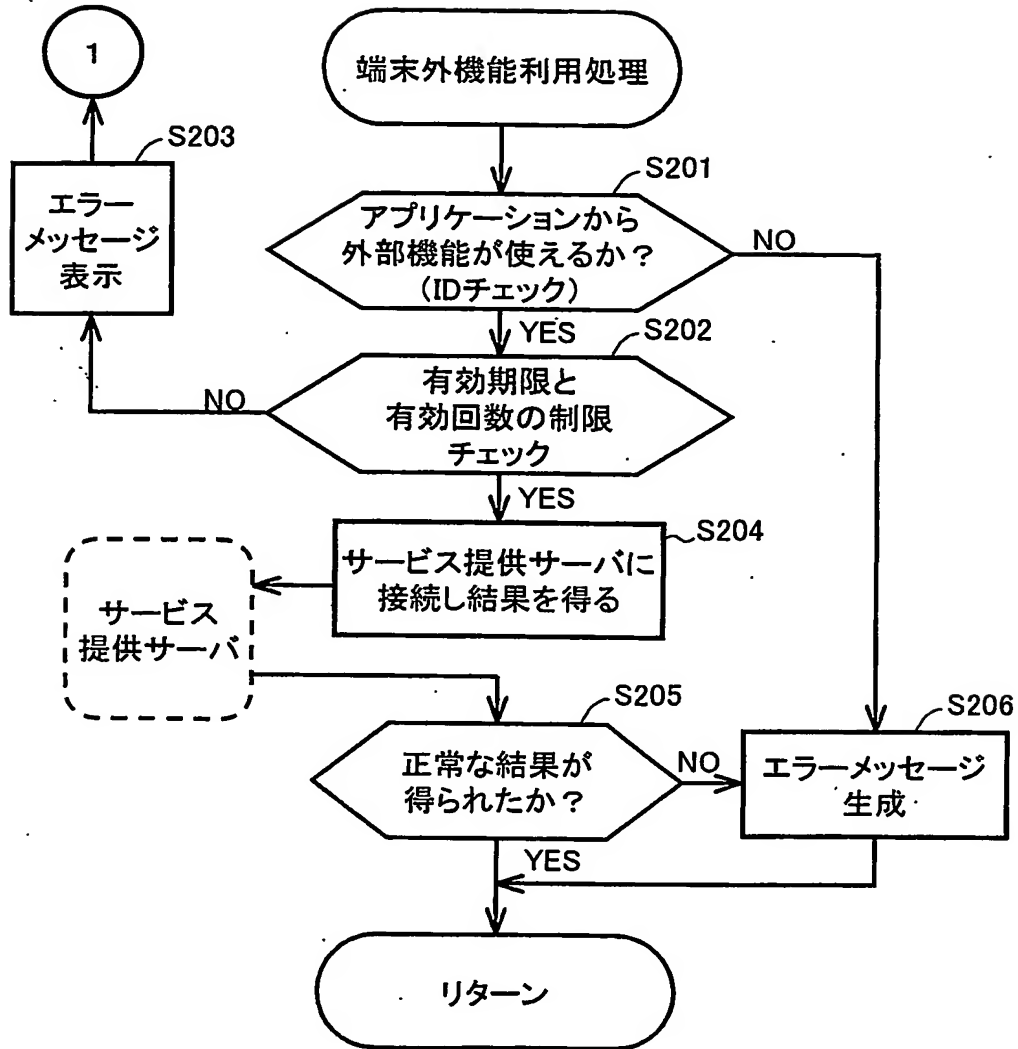 1
端末外機能利用処理
S203
エラー
メッセージ
表示
S201
アプリケーションから
外部機能が使えるか？
（IDチェック）
NO
YES
S202
有効期限と
有効回数の制限
チェック
NO
YES
S204
サービス提供サーバに
接続し結果を得る
サービス
提供サーバ
S205
正常な結果が
得られたか？
NO
S206
エラーメッセージ
生成
YES
リターン